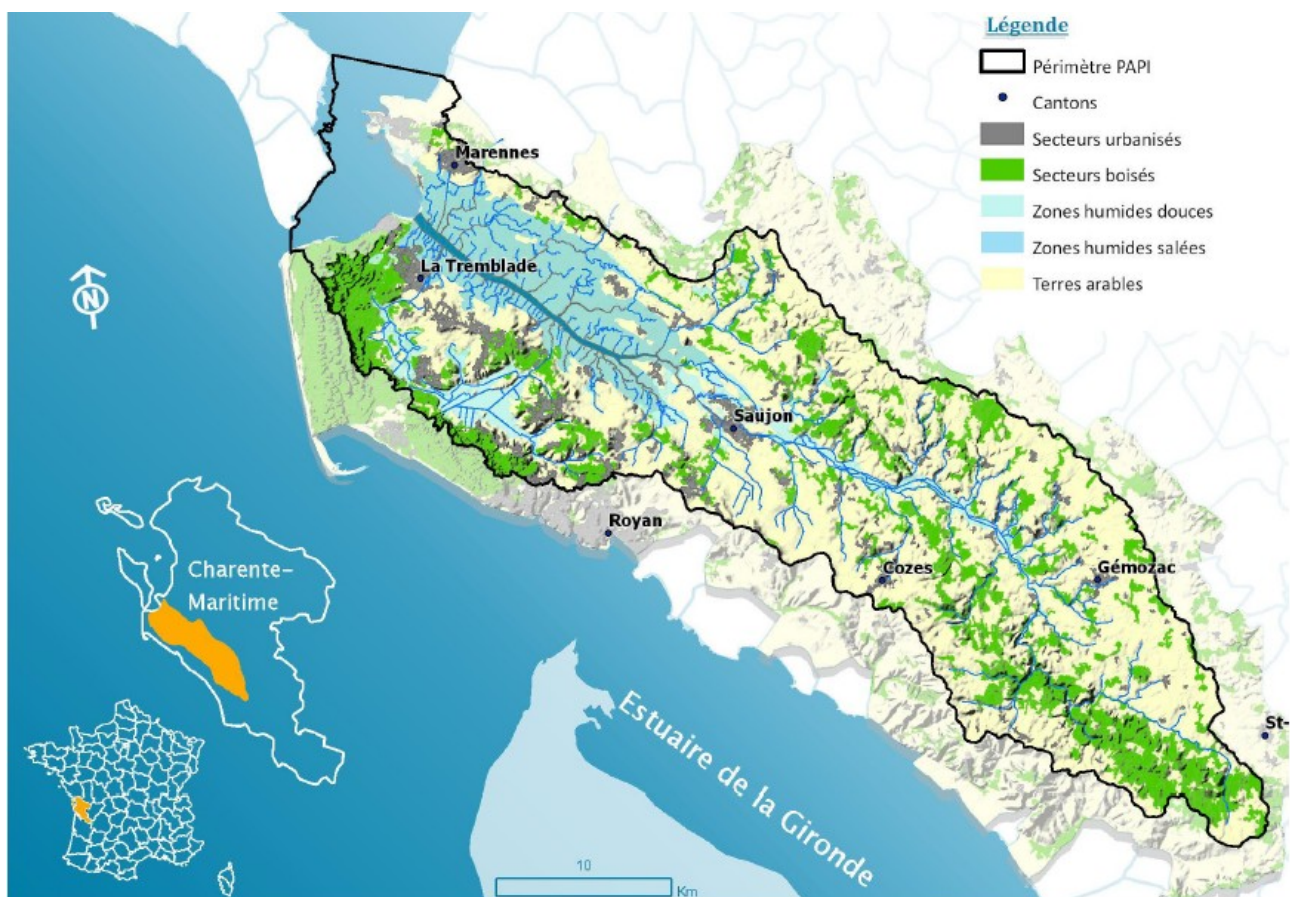 Légende
Périmètre PAPI
Cantons
Secteurs urbanisés
Secteurs boisés
Zones humides douces
Zones humides salées
Terres arables
Marennes
La Tremblade
N
Saujon
Royan
Cozes
Gémozac
St-
Charente-
Maritime
Estuaire de la Gironde
10
Km